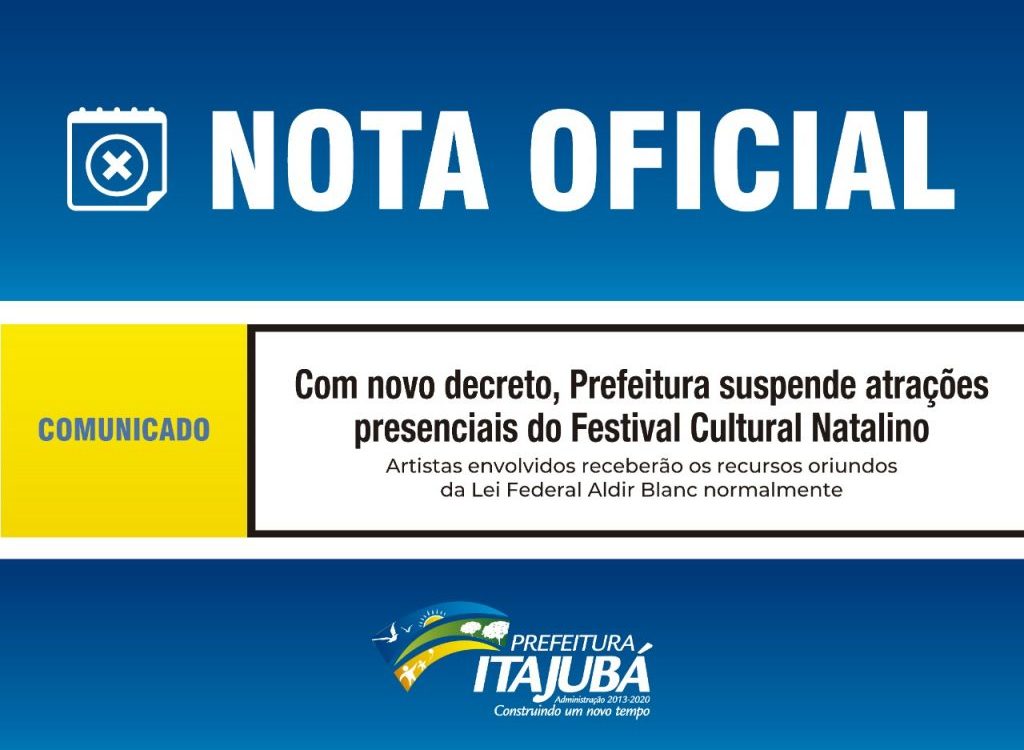 NOTA OFICIAL
COMUNICADO
Com novo decreto, Prefeitura suspende atrações
presenciais do Festival Cultural Natalino
Artistas envolvidos receberão os recursos oriundos
da Lei Federal Aldir Blanc normalmente
PREFEITURA
ITAJUBÁ
Administração 2013-2020
Construindo um novo tempo